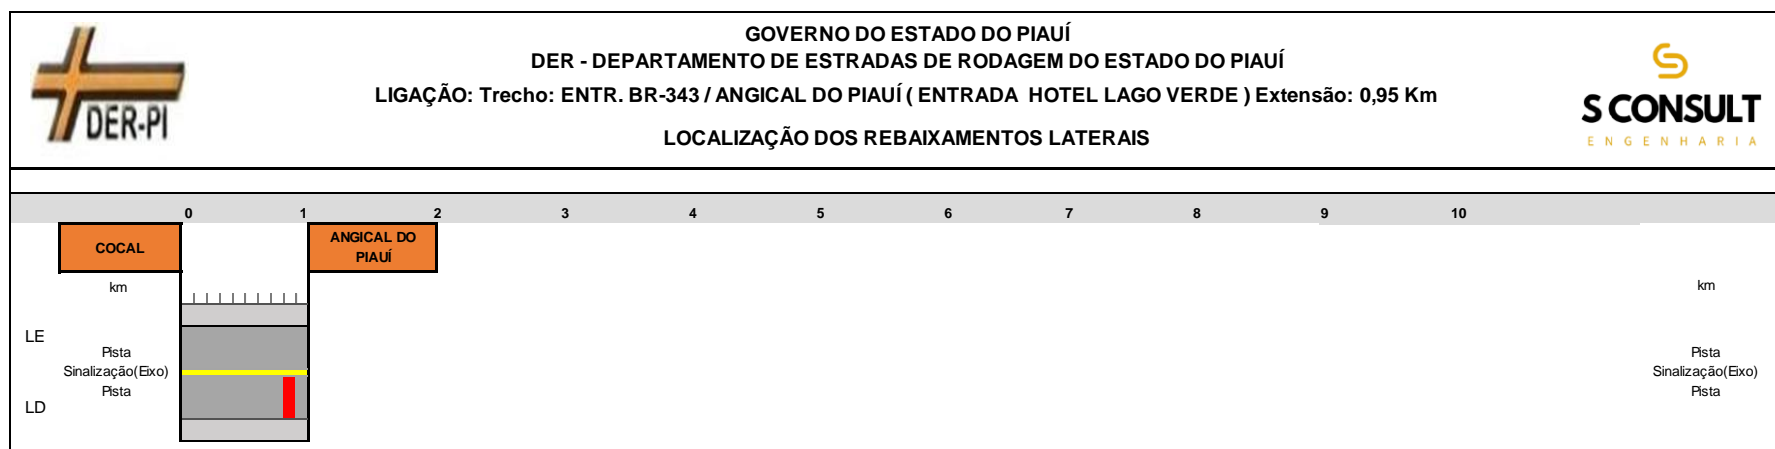 GOVERNO DO ESTADO DO PIAUÍ
DER - DEPARTAMENTO DE ESTRADAS DE RODAGEM DO ESTADO DO PIAUÍ
LIGAÇÃO: Trecho: ENTR. BR-343 / ANGICAL DO PIAUÍ ( ENTRADA HOTEL LAGO VERDE ) Extensão: 0,95 Km
LOCALIZAÇÃO DOS REBAIXAMENTOS LATERAIS
DER-PI
S CONSULT
ENGENHARIA
0 1 2 3 4 5 6 7 8 9 10
COCAL
ANGICAL DO
PIAUÍ
km km
LE
Pista Pista
Sinalização(Eixo) Sinalização(Eixo)
Pista Pista
LD